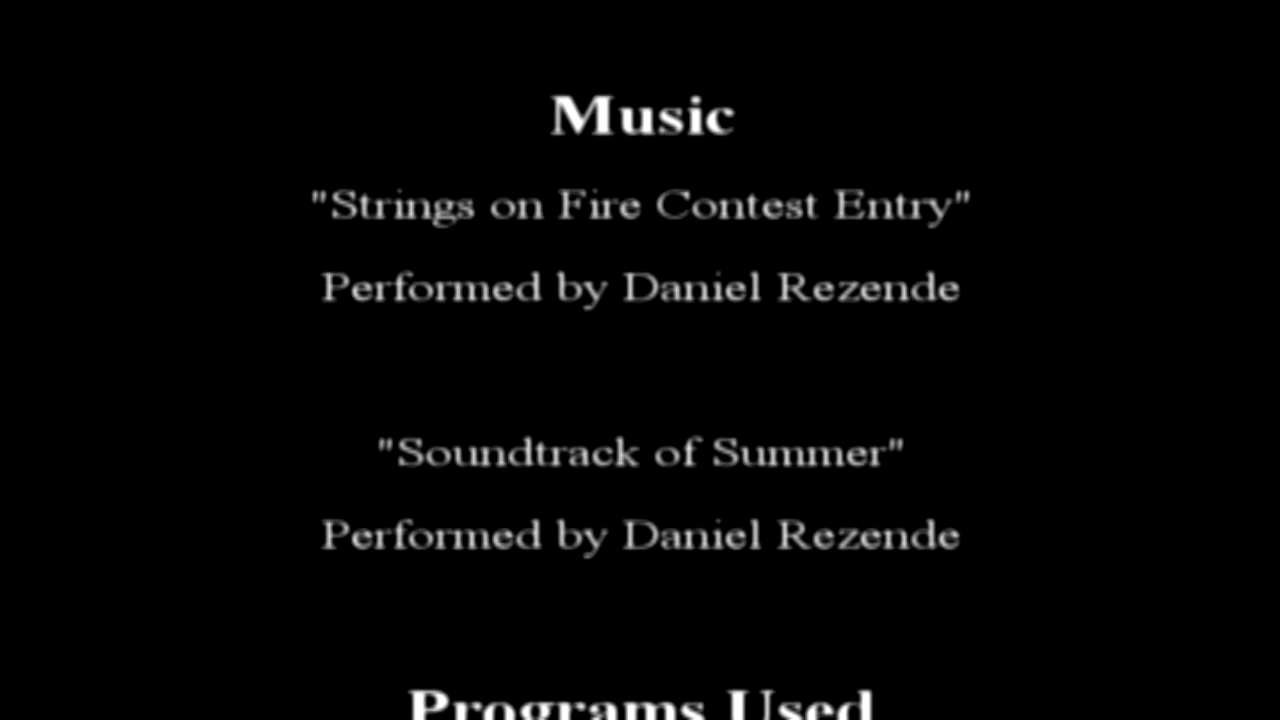 Music
"Strings on Fire Contest Entry"
Performed by Daniel Rezende
"Soundtrack of Summer"
Performed by Daniel Rezende
Programs Used